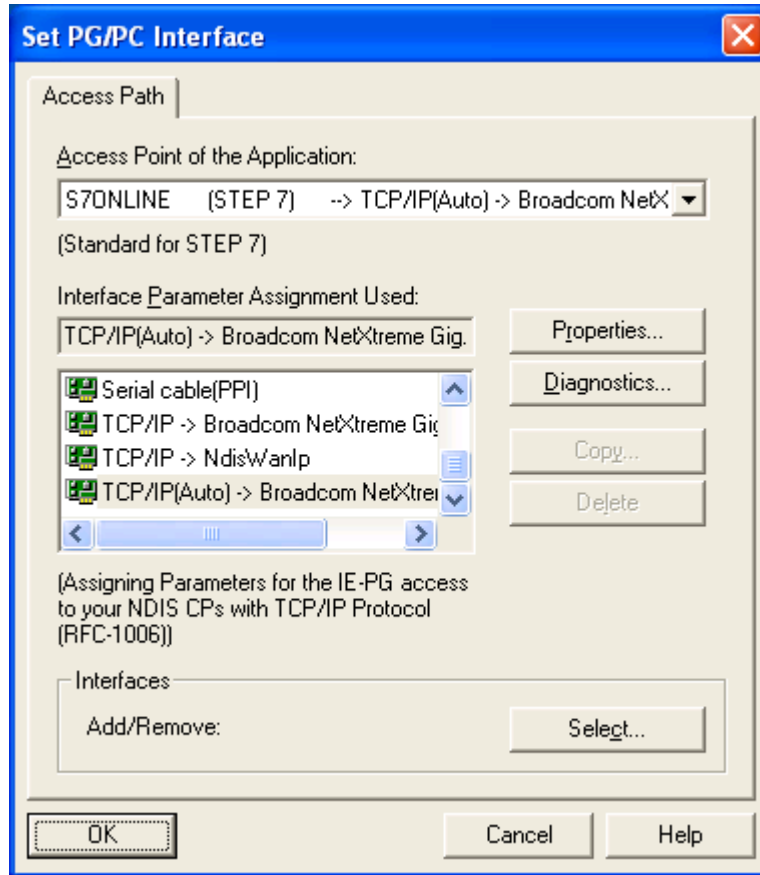 Set PG/PC Interface
Access Path
Access Point of the Application:
S7ONLINE (STEP 7) --> TCP/IP(Auto) -> Broadcom NetX
(Standard for STEP 7)
Interface Parameter Assignment Used:
TCP/IP(Auto) -> Broadcom NetXtreme Gig.
Properties...
Serial cable(PPI)
TCP/IP -> Broadcom NetXtreme Gig
TCP/IP -> NdisWanIp
TCP/IP(Auto) -> Broadcom NetXtrei
Diagnostics...
Copy...
Delete
(Assigning Parameters for the IE-PG access
to your NDIS CPs with TCP/IP Protocol
(RFC-1006))
Interfaces
Add/Remove:
Select...
OK
Cancel
Help